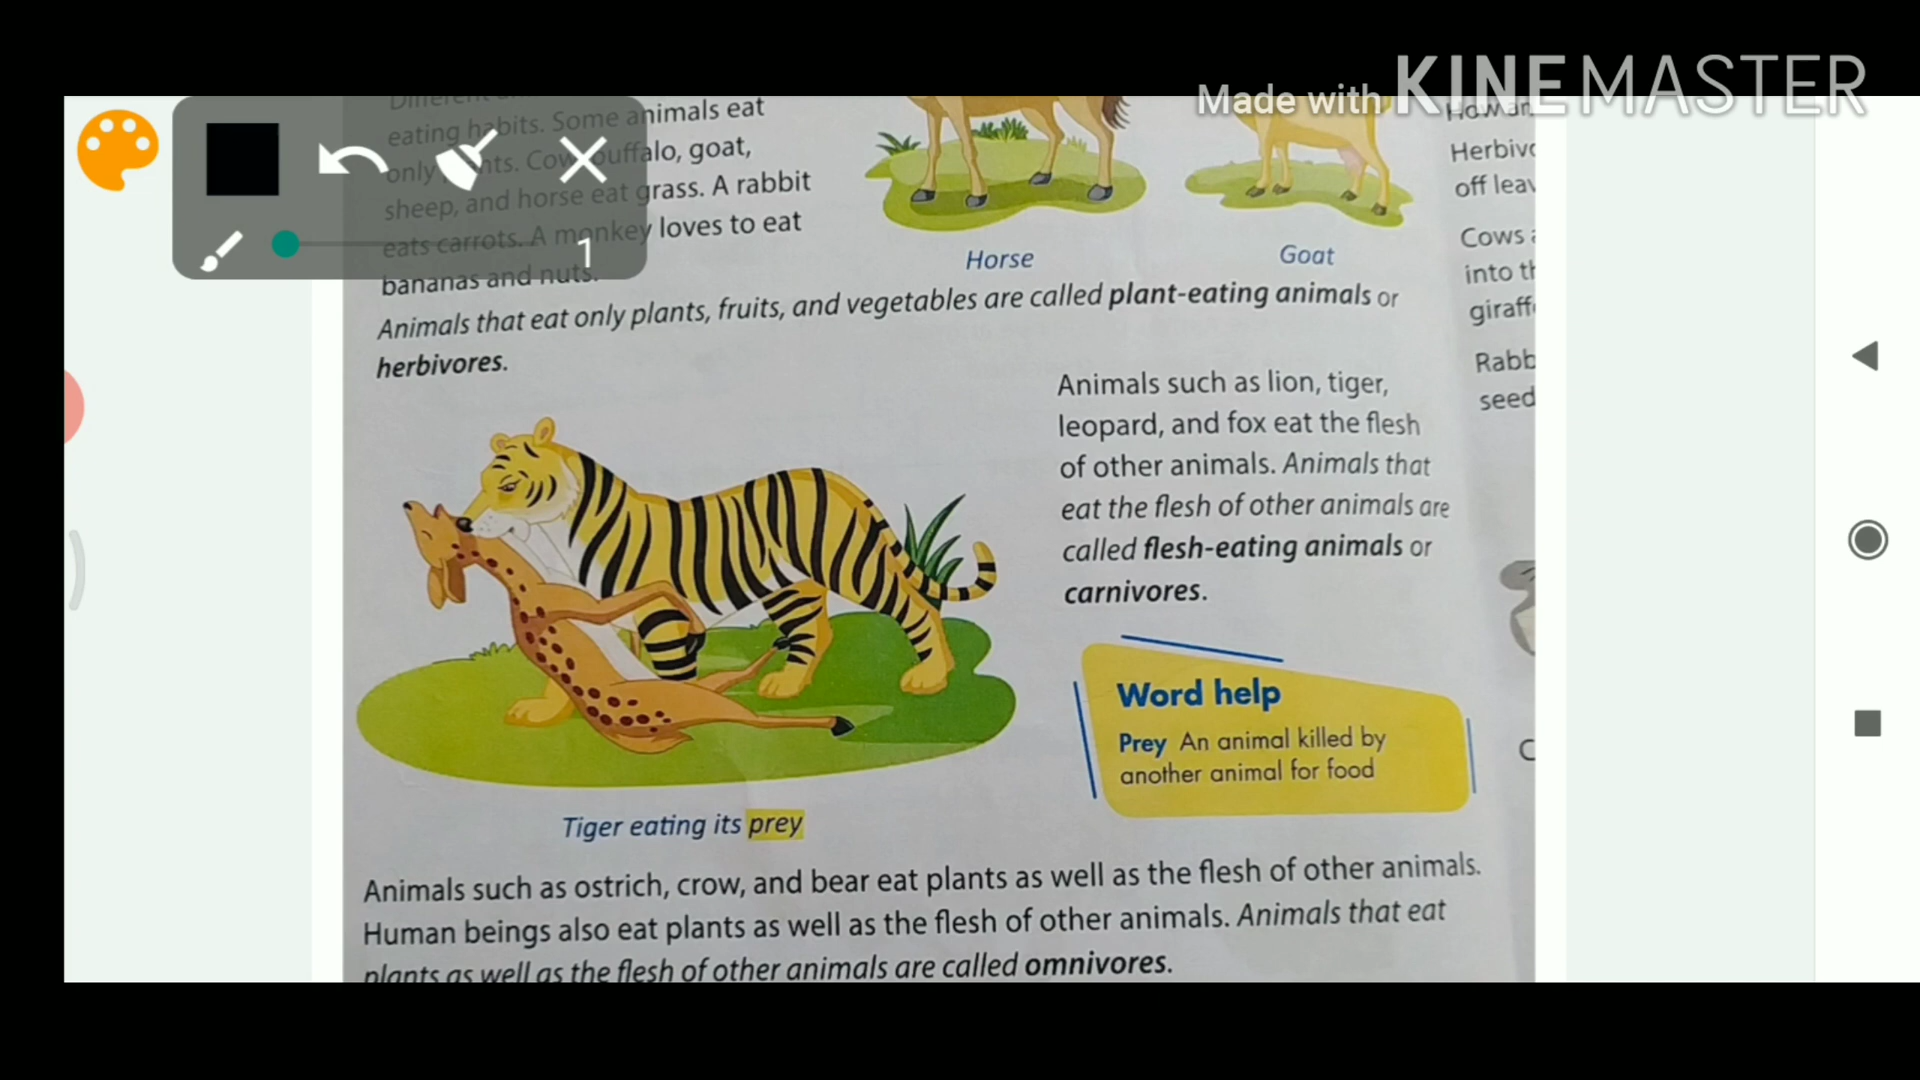 Made with KINEMASTER
eating habits. Some animals eat
only plants. Cow, buffalo, goat,
sheep, and horse eat grass. A rabbit
eats carrots. A monkey loves to eat
bananas and nuts.
1
Horse
Goat
Animals that eat only plants, fruits, and vegetables are called plant-eating animals or
herbivores.
Animals such as lion, tiger,
leopard, and fox eat the flesh
of other animals. Animals that
eat the flesh of other animals are
called flesh-eating animals or
carnivores.
Word help
Prey An animal killed by
another animal for food
Tiger eating its prey
Animals such as ostrich, crow, and bear eat plants as well as the flesh of other animals.
Human beings also eat plants as well as the flesh of other animals. Animals that eat
plants as well as the flesh of other animals are called omnivores.
off
Cows
into